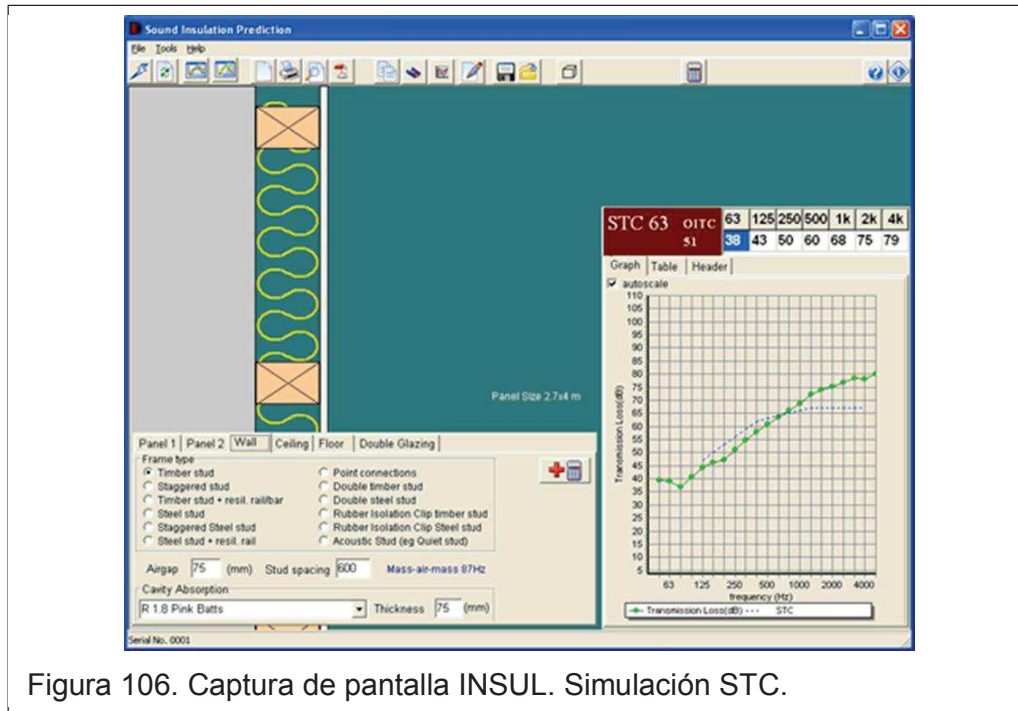 Sound Insulation Prediction
File Tools Help
STC 63 OITC 51
63 125 250 500 1k 2k 4k
38 43 50 60 68 75 79
Graph Table Header
autoscale
110
105
100
95
90
85
80
75
70
65
60
55
50
45
40
35
30
25
20
15
10
5
Transmission Loss(dB)
63 125 250 500 1000 2000 4000
frequency (Hz)
Transmission Loss(dB) STC
Panel Size 2.7x4 m
Panel 1 Panel 2 Wall Ceiling Floor Double Glazing
Frame type
Timber stud Point connections
Staggered stud Double timber stud
Timber stud + resil. rail/bar Double steel stud
Steel stud Rubber Isolation Clip timber stud
Staggered Steel stud Rubber Isolation Clip Steel stud
Steel stud + resil. rail Acoustic Stud (eg Quiet stud)
Airgap 75 (mm) Stud spacing 600 Mass-air-mass 87Hz
Cavity Absorption
R 1.8 Pink Batts Thickness 75 (mm)
Serial No. 0001
Figura 106. Captura de pantalla INSUL. Simulación STC.